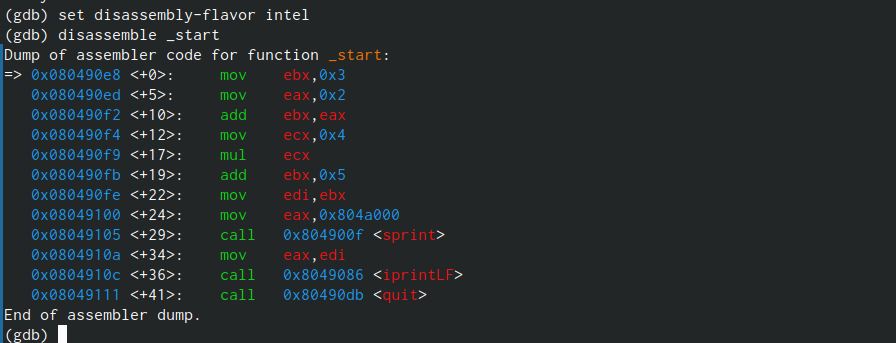 (gdb) set disassembly-flavor intel
(gdb) disassemble _start
Dump of assembler code for function _start:
=> 0x080490e8 <+0>:     mov    ebx,0x3
   0x080490ed <+5>:     mov    eax,0x2
   0x080490f2 <+10>:    add    ebx,eax
   0x080490f4 <+12>:    mov    ecx,0x4
   0x080490f9 <+17>:    mul    ecx
   0x080490fb <+19>:    add    ebx,0x5
   0x080490fe <+22>:    mov    edi,ebx
   0x08049100 <+24>:    mov    eax,0x804a000
   0x08049105 <+29>:    call   0x804900f <sprint>
   0x0804910a <+34>:    mov    eax,edi
   0x0804910c <+36>:    call   0x8049086 <iprintLF>
   0x08049111 <+41>:    call   0x80490db <quit>
End of assembler dump.
(gdb)